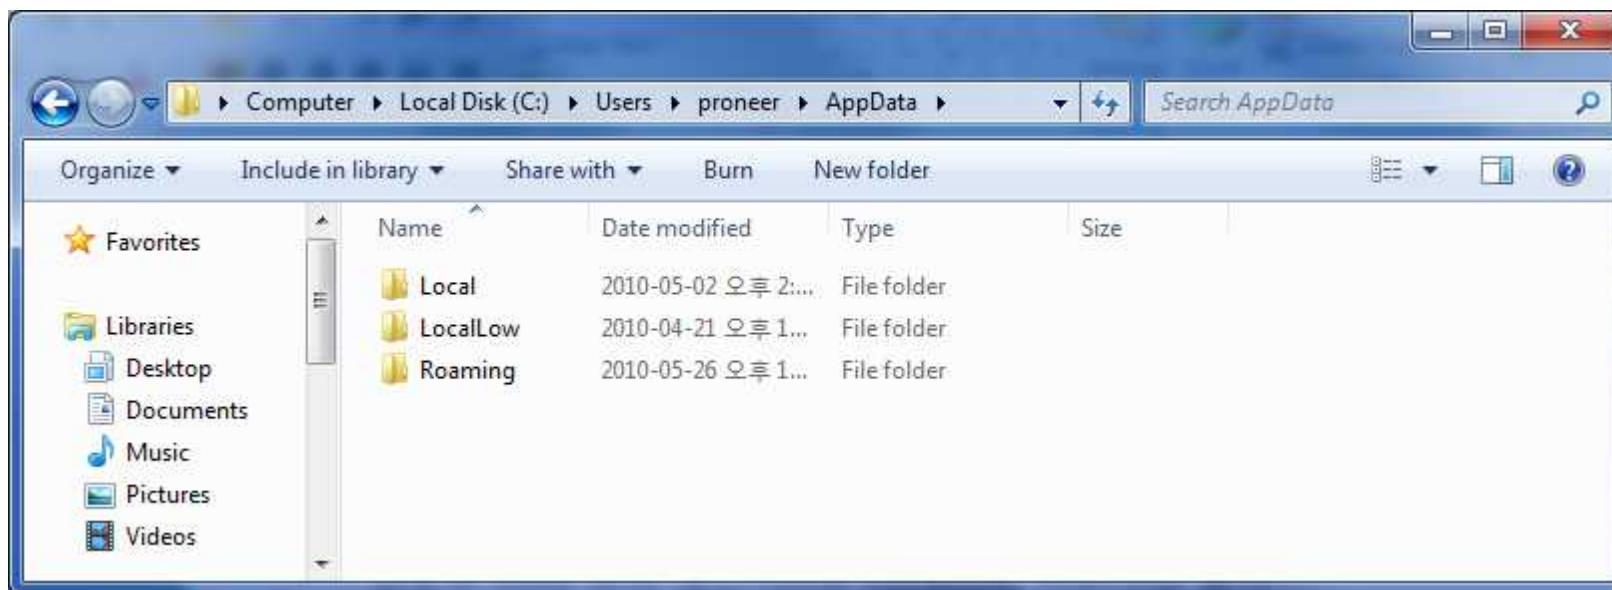 Computer Local Disk (C:) Users proneer AppData Search AppData
Organize Include in library Share with Burn New folder
Favorites
Libraries
Desktop
Documents
Music
Pictures
Videos
Name Date modified Type Size
Local 2010-05-02 오후 2:... File folder
LocalLow 2010-04-21 오후 1... File folder
Roaming 2010-05-26 오후 1... File folder